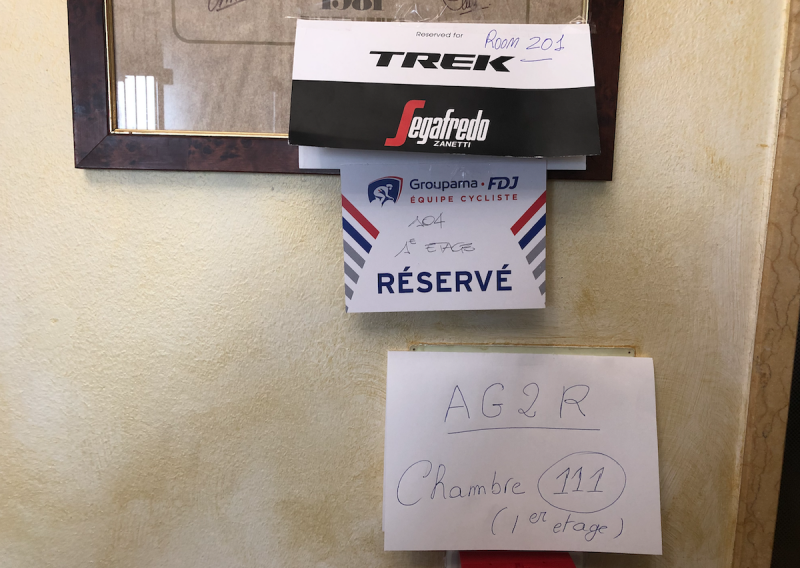 1981
Reserved for
Room 201
TREK
Segafredo
ZANETTI
Groupama · FDJ
ÉQUIPE CYCLISTE
104
1e ETAGE
RÉSERVÉ
AG2R
Chambre 111
(1er etage)